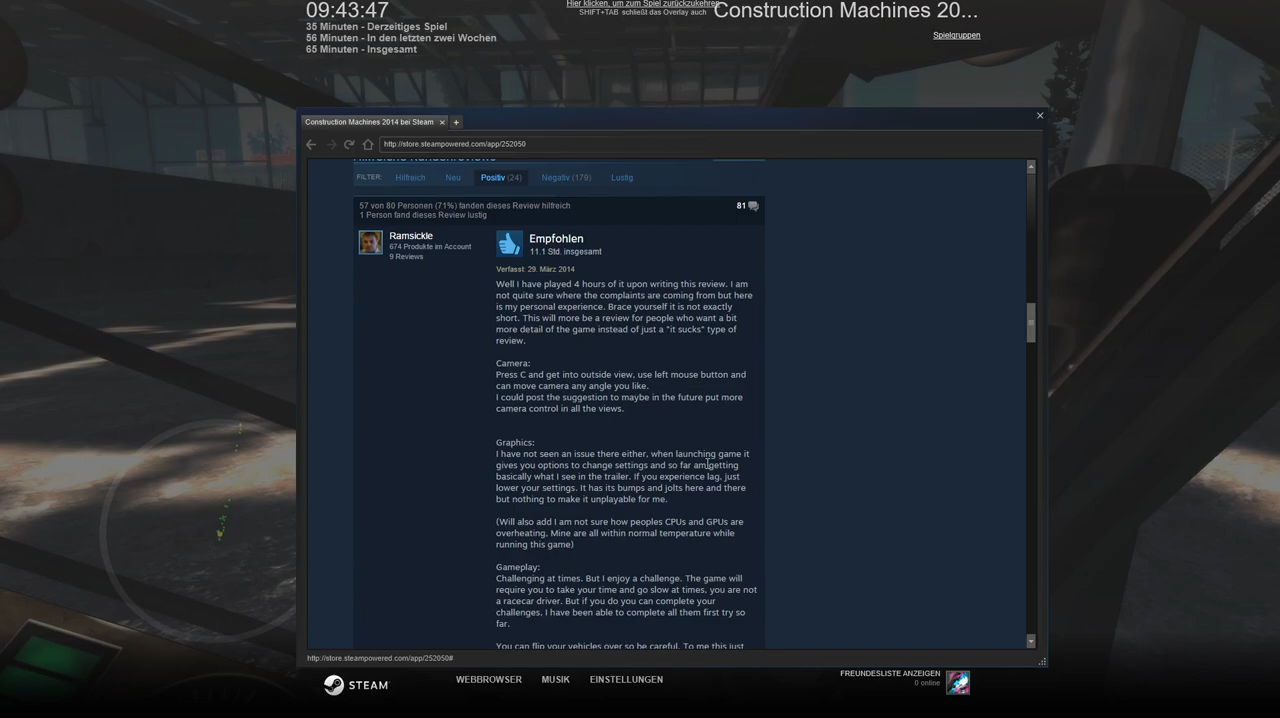 09:43:47
35 Minuten - Derzeitiges Spiel
56 Minuten - In den letzten zwei Wochen
65 Minuten - Insgesamt
Hier klicken, um zum Spiel zurückzukehren
SHIFT+TAB schließt das Overlay auch
Construction Machines 20...
Spielgruppen
Construction Machines 2014 bei Steam
http://store.steampowered.com/app/252050
FILTER: Hilfreich Neu Positiv (24) Negativ (179) Lustig
57 von 80 Personen (71%) fanden dieses Review hilfreich
1 Person fand dieses Review lustig
81
Ramsickle
674 Produkte im Account
9 Reviews
Empfohlen
11.1 Std. insgesamt
Verfasst: 29. März 2014
Well I have played 4 hours of it upon writing this review. I am
not quite sure where the complaints are coming from but here
is my personal experience. Brace yourself it is not exactly
short. This will more be a review for people who want a bit
more detail of the game instead of just a "it sucks" type of
review.
Camera:
Press C and get into outside view, use left mouse button and
can move camera any angle you like.
I could post the suggestion to maybe in the future put more
camera control in all the views.
Graphics:
I have not seen an issue there either, when launching game it
gives you options to change settings and so far am getting
basically what I see in the trailer. If you experience lag, just
lower your settings. It has its bumps and jolts here and there
but nothing to make it unplayable for me.
(Will also add I am not sure how peoples CPUs and GPUs are
overheating, Mine are all within normal temperature while
running this game)
Gameplay:
Challenging at times. But I enjoy a challenge. The game will
require you to take your time and go slow at times, you are not
a racecar driver. But if you do you can complete your
challenges, I have been able to complete all them first try so
far.
You can flip your vehicles over so be careful. To me this just
http://store.steampowered.com/app/252050#
STEAM
WEBBROWSER MUSIK EINSTELLUNGEN
FREUNDESLISTE ANZEIGEN
0 online